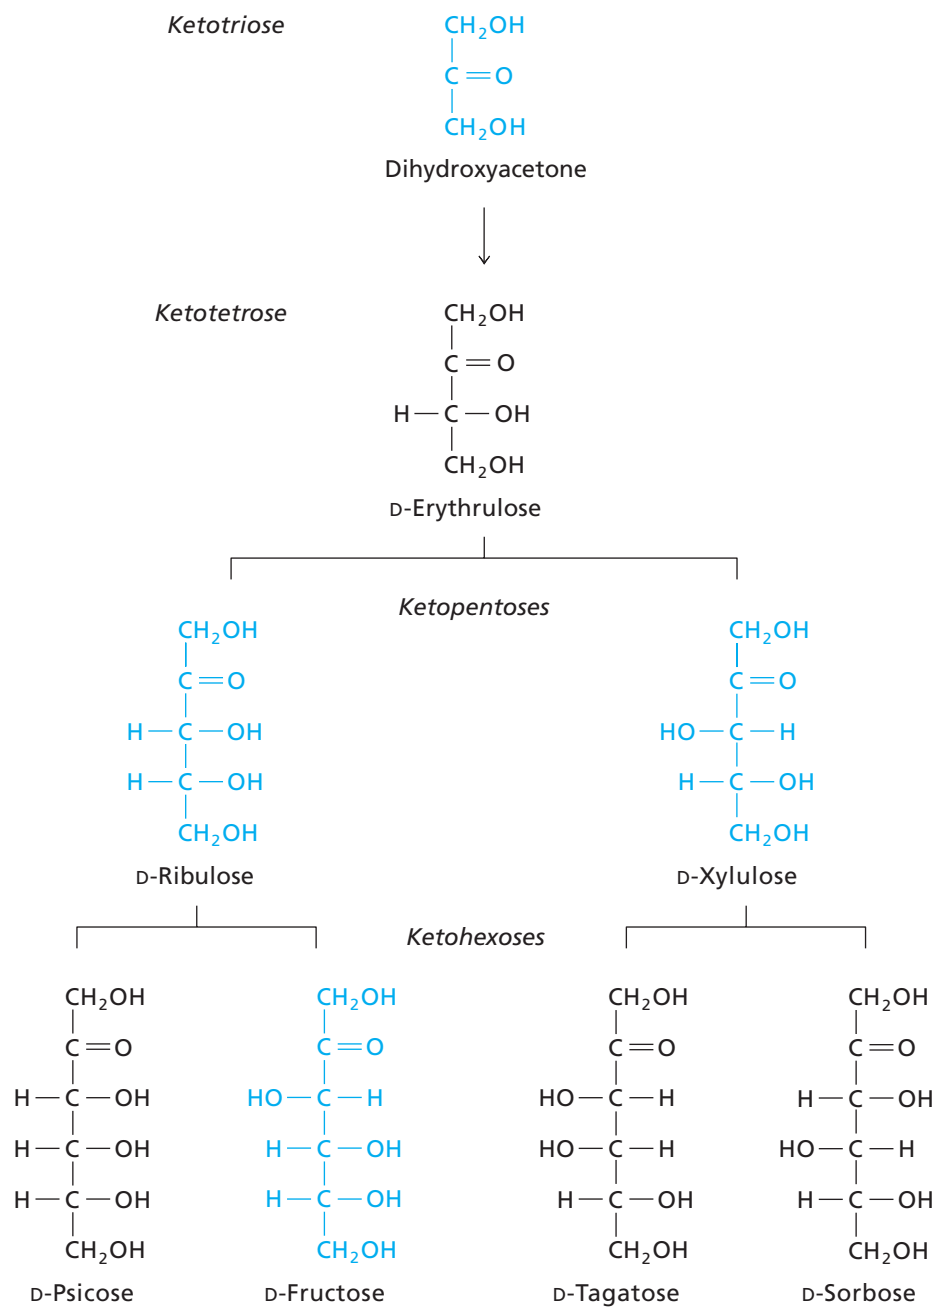 Ketotriose
CH₂OH
C=O
CH₂OH
Dihydroxyacetone
Ketotetrose
CH₂OH
C=O
H—C—OH
CH₂OH
D-Erythrulose
Ketopentoses
CH₂OH CH₂OH
C=O C=O
H—C—OH HO—C—H
H—C—OH H—C—OH
CH₂OH CH₂OH
D-Ribulose D-Xylulose
Ketohexoses
CH₂OH CH₂OH CH₂OH CH₂OH
C=O C=O C=O C=O
H—C—OH HO—C—H HO—C—H H—C—OH
H—C—OH H—C—OH HO—C—H HO—C—H
H—C—OH H—C—OH H—C—OH H—C—OH
CH₂OH CH₂OH CH₂OH CH₂OH
D-Psicose D-Fructose D-Tagatose D-Sorbose